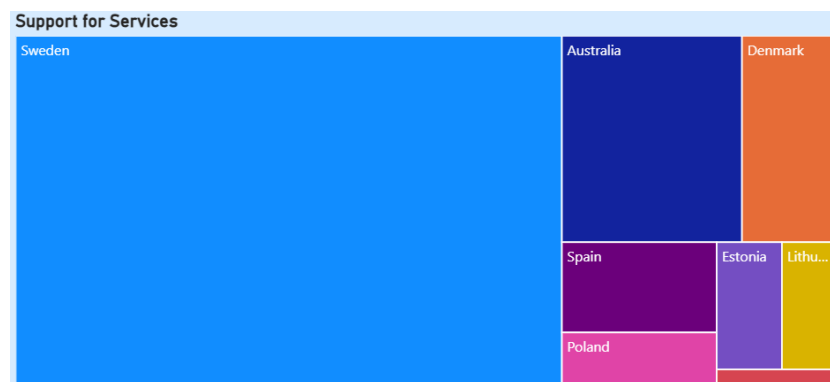 Support for Services
Sweden
Australia
Denmark
Spain
Estonia
Lithu...
Poland